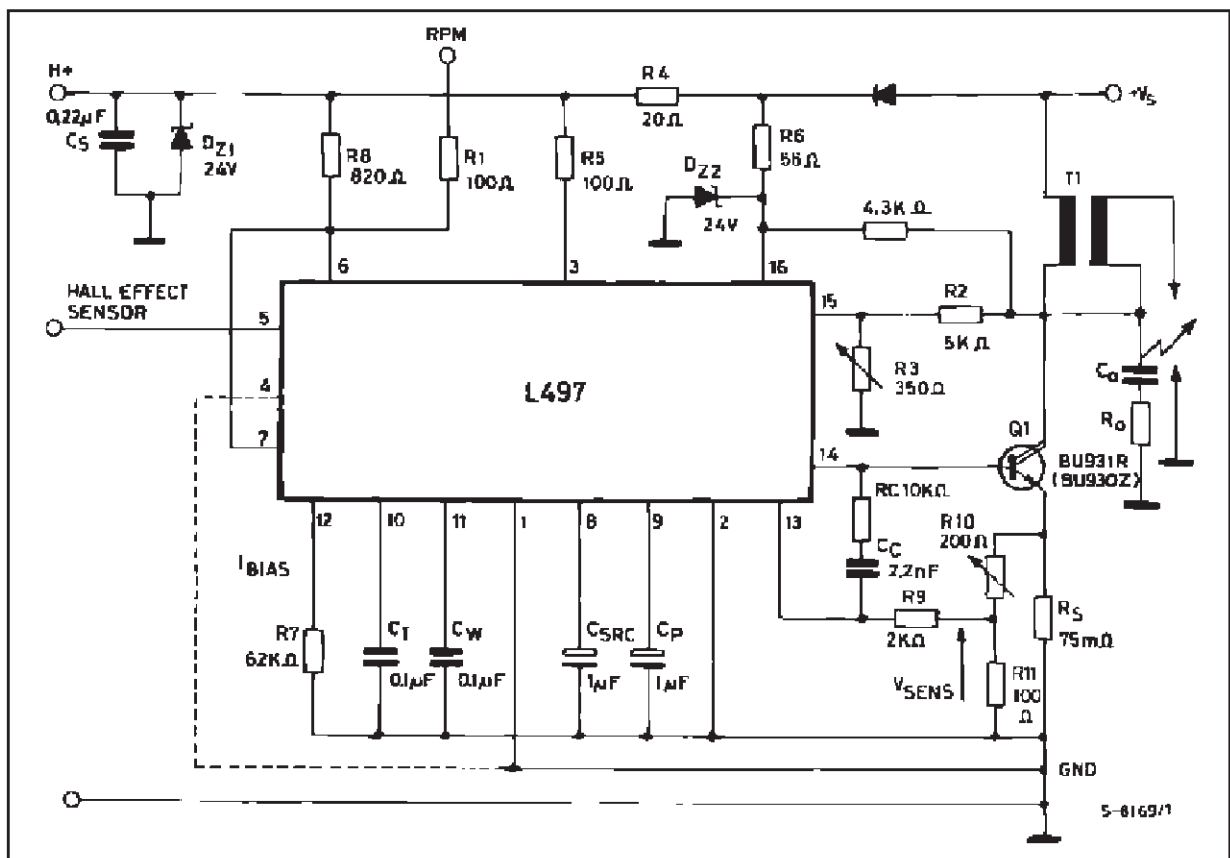 RPM
H+
0,22µF
CS
DZ1
24V
R8
820Ω
R1
100Ω
R5
100Ω
R4
20Ω
R6
56Ω
DZ2
24V
+VS
T1
4.3KΩ
6
3
16
HALL EFFECT
SENSOR
5
4
7
L497
15
R2
5KΩ
R3
350Ω
Ca
Ra
14
Q1
BU931R
(BU930Z)
RC 10KΩ
CC
2,2nF
R10
200Ω
12
10
11
1
8
9
2
13
IBIAS
R7
62KΩ
CT
0.1µF
CW
0.1µF
CSRC
1µF
CP
1µF
R9
2KΩ
VSENS
R11
100
Ω
RS
75mΩ
GND
S-8169/1